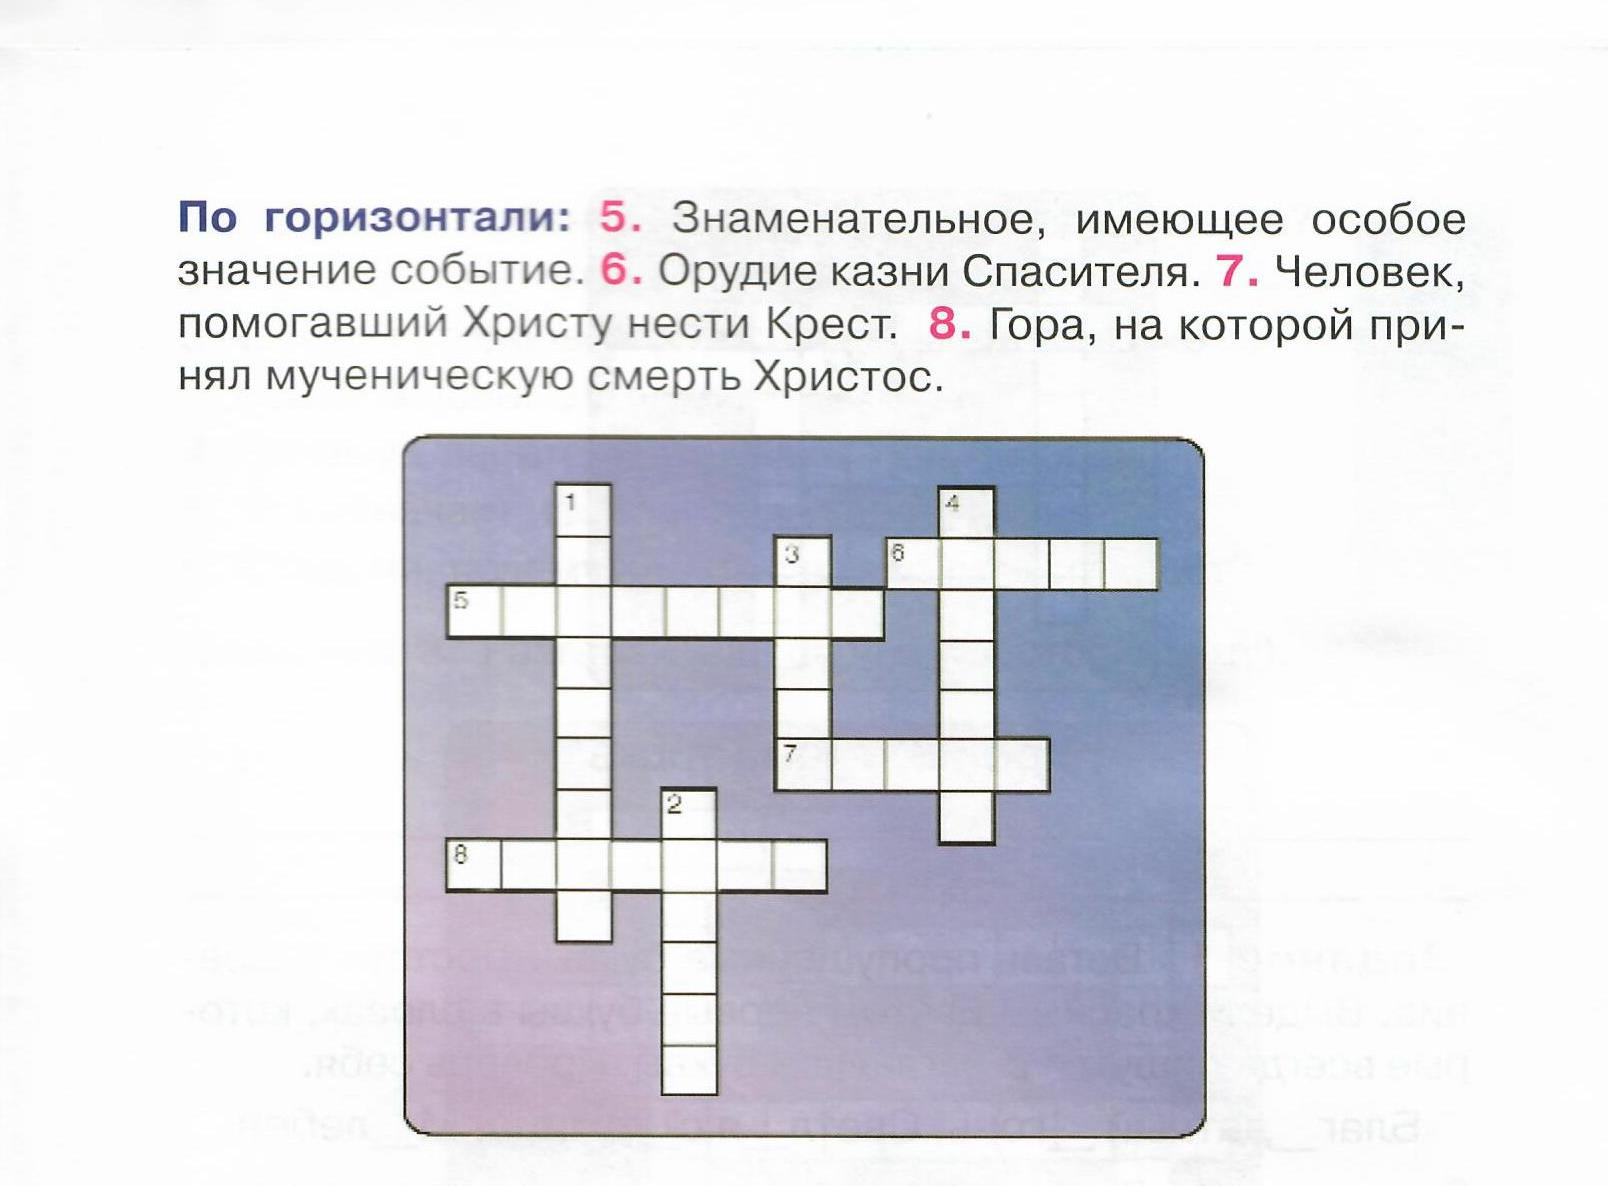 По горизонтали: 5. Знаменательное, имеющее особое
значение событие. 6. Орудие казни Спасителя. 7. Человек,
помогавший Христу нести Крест. 8. Гора, на которой при-
нял мученическую смерть Христос.
1
4
3
6
5
7
2
8